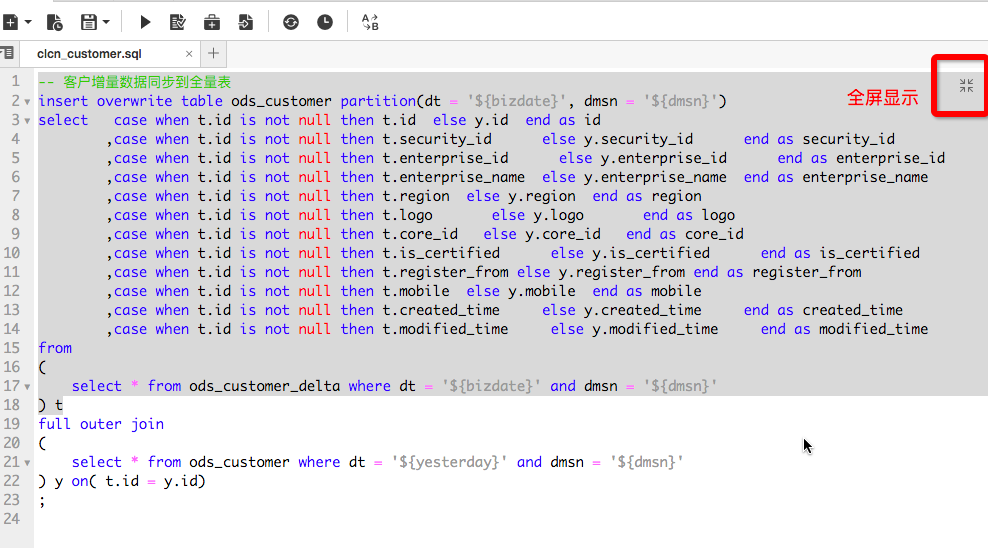 A
B
clcn_customer.sql × +
1 -- 客户增量数据同步到全量表
2 insert overwrite table ods_customer partition(dt = '${bizdate}', dmsn = '${dmsn}')
全屏显示
3 select   case when t.id is not null then t.id  else y.id  end as id
4         ,case when t.id is not null then t.security_id      else y.security_id      end as security_id
5         ,case when t.id is not null then t.enterprise_id      else y.enterprise_id      end as enterprise_id
6         ,case when t.id is not null then t.enterprise_name  else y.enterprise_name  end as enterprise_name
7         ,case when t.id is not null then t.region  else y.region  end as region
8         ,case when t.id is not null then t.logo       else y.logo       end as logo
9         ,case when t.id is not null then t.core_id   else y.core_id   end as core_id
10         ,case when t.id is not null then t.is_certified      else y.is_certified      end as is_certified
11         ,case when t.id is not null then t.register_from else y.register_from end as register_from
12         ,case when t.id is not null then t.mobile  else y.mobile  end as mobile
13         ,case when t.id is not null then t.created_time     else y.created_time     end as created_time
14         ,case when t.id is not null then t.modified_time     else y.modified_time     end as modified_time
15 from
16 (
17     select * from ods_customer_delta where dt = '${bizdate}' and dmsn = '${dmsn}'
18 ) t
19 full outer join
20 (
21     select * from ods_customer where dt = '${yesterday}' and dmsn = '${dmsn}'
22 ) y on( t.id = y.id)
23 ;
24